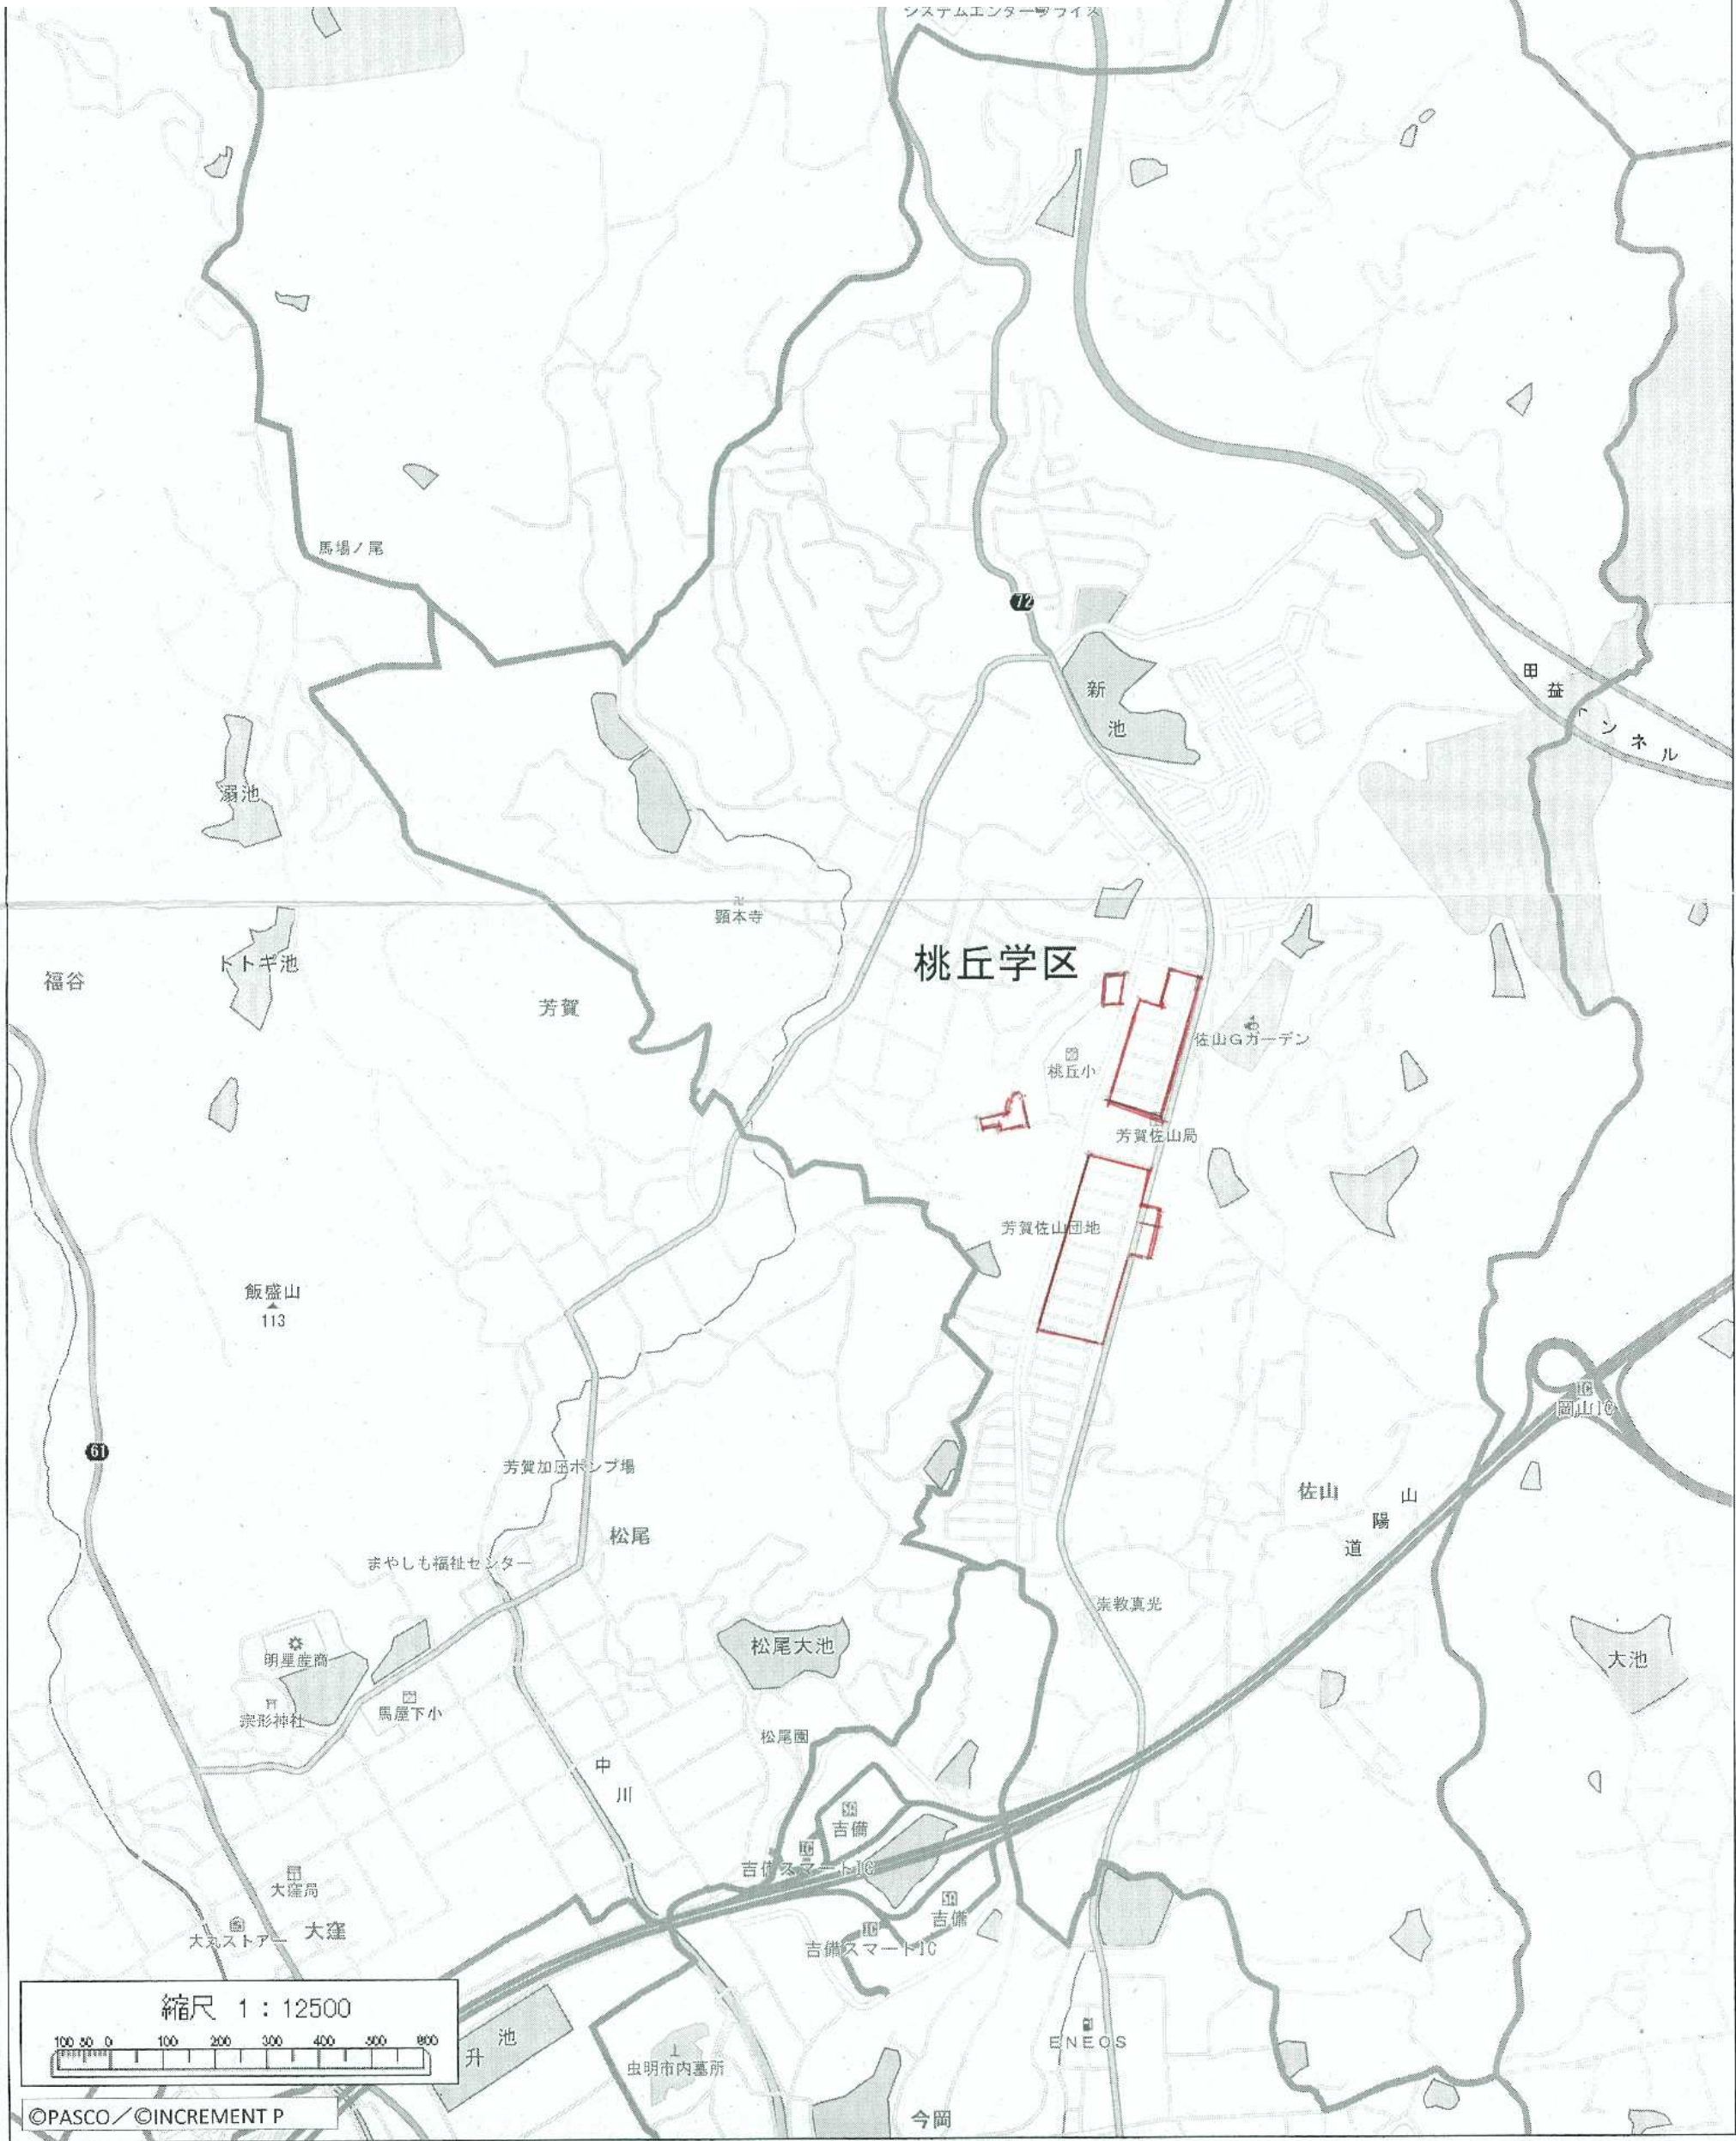 システムエンタープライズ
馬場ノ尾
72
新
池
田
益
ト
ン
ネ
ル
溺池
顕本寺
桃丘学区
トトギ池
福谷
芳賀
佐山Gガーデン
桃丘小
芳賀佐山局
芳賀佐山団地
飯盛山
113
IC
岡山IC
61
芳賀加圧ポンプ場
佐山
山
陽
道
松尾
まやしも福祉センター
崇教真光
松尾大池
大池
明星産商
宗形神社
馬屋下小
松尾園
中
川
SA
吉備
IC
吉備スマートIC
大窪局
SA
吉備
大丸ストアー
大窪
IC
吉備スマートIC
縮尺 1：12500
100 50 0 100 200 300 400 500 600
升
池
ENEOS
虫明市内墓所
©PASCO／©INCREMENT P
今岡